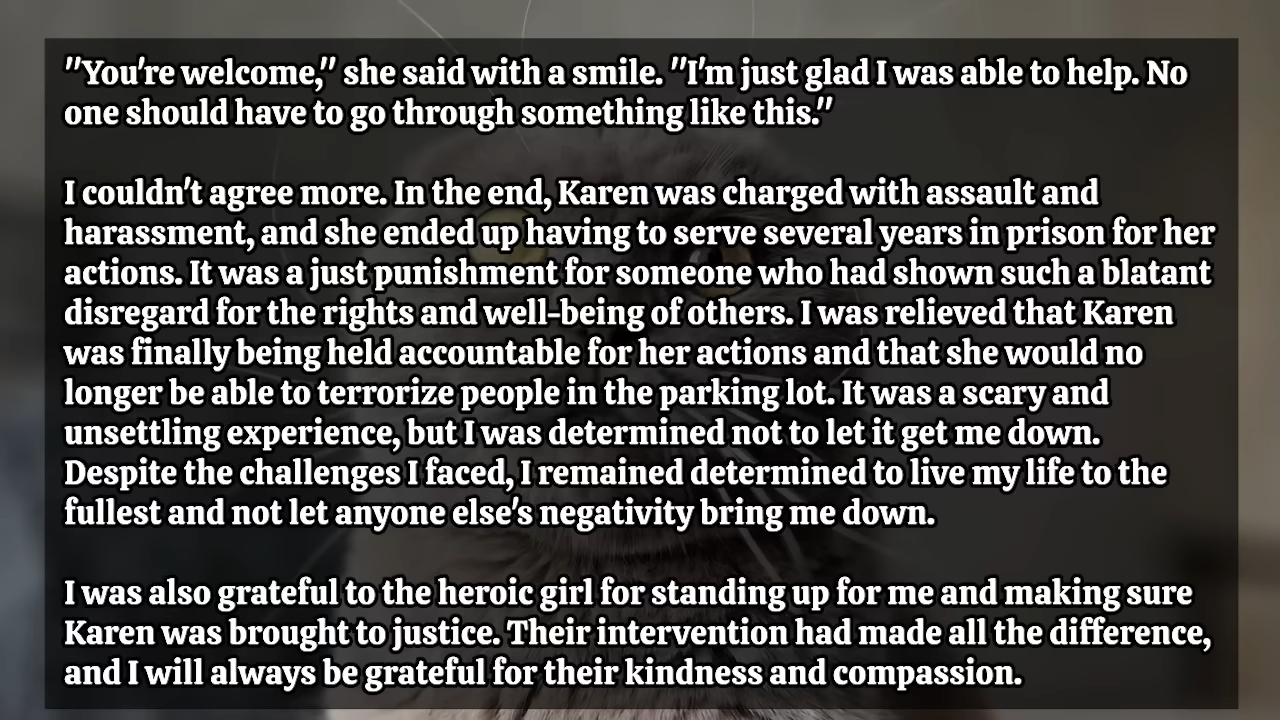 "You're welcome," she said with a smile. "I'm just glad I was able to help. No
one should have to go through something like this."
I couldn't agree more. In the end, Karen was charged with assault and
harassment, and she ended up having to serve several years in prison for her
actions. It was a just punishment for someone who had shown such a blatant
disregard for the rights and well-being of others. I was relieved that Karen
was finally being held accountable for her actions and that she would no
longer be able to terrorize people in the parking lot. It was a scary and
unsettling experience, but I was determined not to let it get me down.
Despite the challenges I faced, I remained determined to live my life to the
fullest and not let anyone else's negativity bring me down.
I was also grateful to the heroic girl for standing up for me and making sure
Karen was brought to justice. Their intervention had made all the difference,
and I will always be grateful for their kindness and compassion.